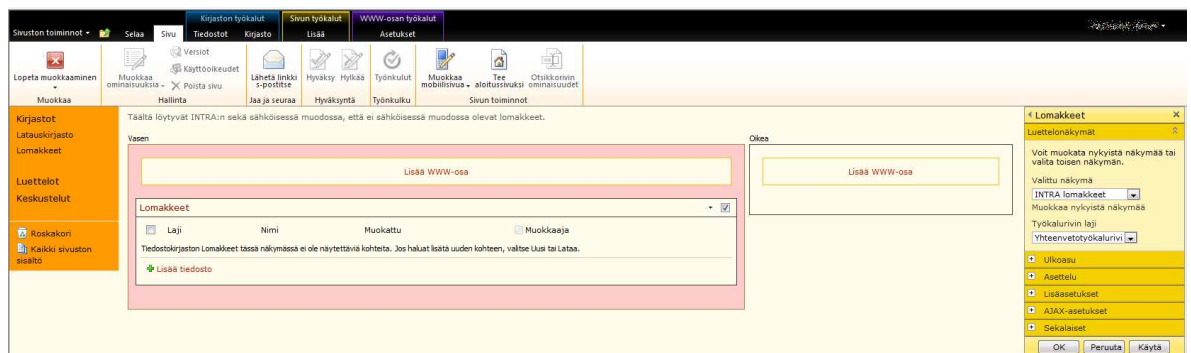 Kirjaston työkalut Sivun työkalut WWW-osan työkalut
Sivuston toiminnot Selaa Sivu Tiedostot Kirjasto Lisää Asetukset
Lopeta muokkaaminen
Muokkaa
Muokkaa ominaisuuksia
Versiot
Käyttöoikeudet
Poista sivu
Hallinta
Lähetä linkki s-postitse
Jaa ja seuraa
Hyväksy Hylkää
Hyväksyntä
Työnkulut
Työnkulku
Muokkaa mobiilisivua
Tee aloitussivuksi
Otsikkorivin ominaisuudet
Sivun toiminnot
Kirjastot
Latauskirjasto
Lomakkeet
Luettelot
Keskustelut
Roskakori
Kaikki sivuston
sisältö
Täältä löytyvät INTRA:n sekä sähköisessä muodossa, että ei sähköisessä muodossa olevat lomakkeet.
Vasen
Lisää WWW-osa
Lomakkeet
Laji Nimi Muokattu Muokkaaja
Tiedostokirjaston Lomakkeet tässä näkymässä ei ole näytettäviä kohteita. Jos haluat lisätä uuden kohteen, valitse Uusi tai Lataa.
Lisää tiedosto
Oikea
Lisää WWW-osa
Lomakkeet
Luettelonäkymät
Voit muokata nykyistä näkymää tai
valita toisen näkymän.
Valittu näkymä
INTRA lomakkeet
Muokkaa nykyistä näkymää
Työkalurivin laji
Yhteenvetotyökalurivi
Ulkoasu
Asettelu
Lisäasetukset
AJAX-asetukset
Sekalaiset
OK Peruuta Käytä